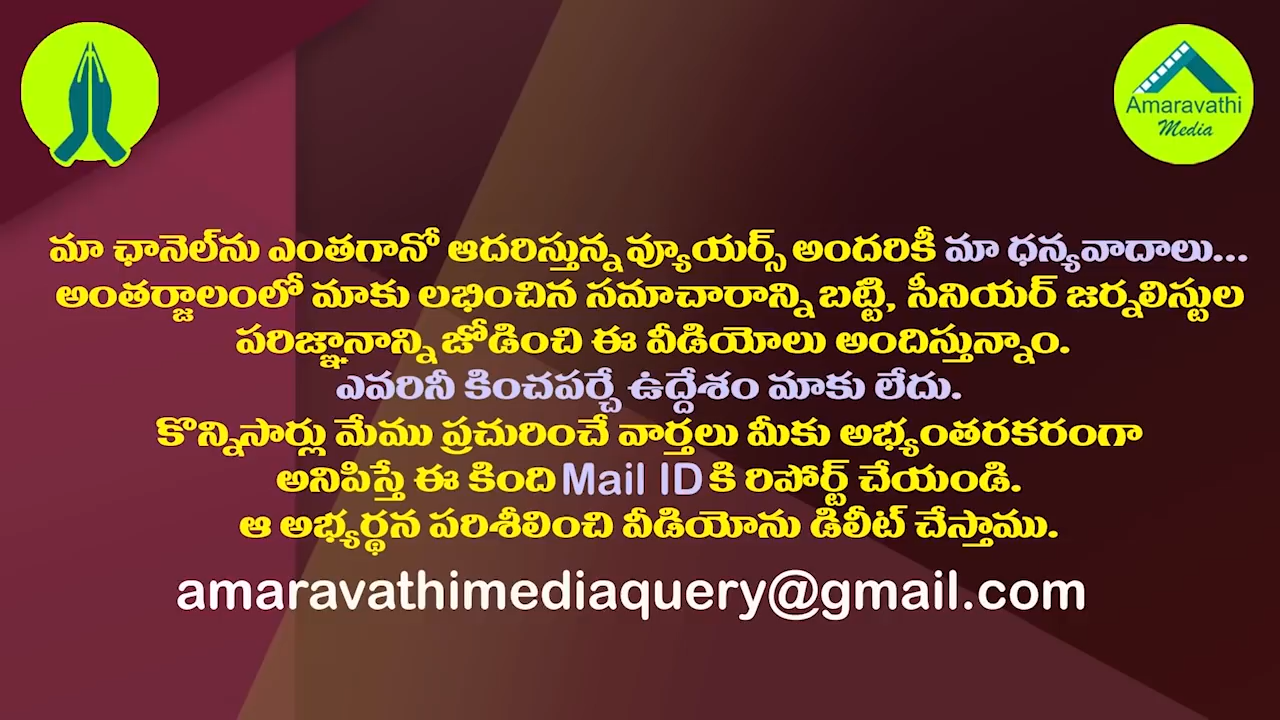 Amaravathi
Media
మా ఛానెల్‌ను ఎంతగానో ఆదరిస్తున్న వ్యూయర్స్ అందరికీ మా ధన్యవాదాలు...
అంతర్జాలంలో మాకు లభించిన సమాచారాన్ని బట్టి, సీనియర్ జర్నలిస్టుల
పరిజ్ఞానాన్ని జోడించి ఈ వీడియోలు అందిస్తున్నాం.
ఎవరినీ కించపర్చే ఉద్దేశం మాకు లేదు.
కొన్నిసార్లు మేము ప్రచురించే వార్తలు మీకు అభ్యంతరకరంగా
అనిపిస్తే ఈ కింది Mail ID కి రిపోర్ట్ చేయండి.
ఆ అభ్యర్థన పరిశీలించి వీడియోను డిలీట్ చేస్తాము.
amaravathimediaquery@gmail.com